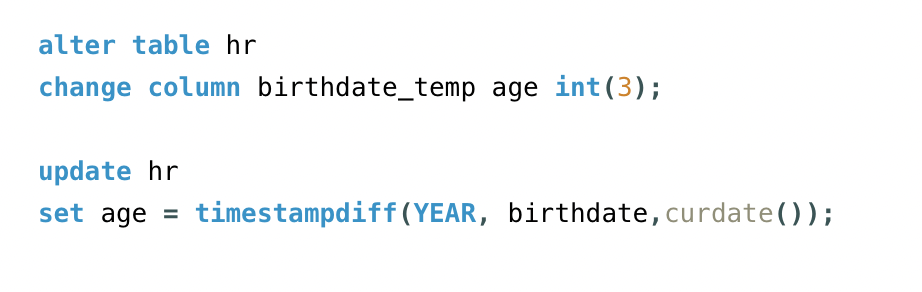 alter table hr
change column birthdate_temp age int(3);
update hr
set age = timestampdiff(YEAR, birthdate,curdate());